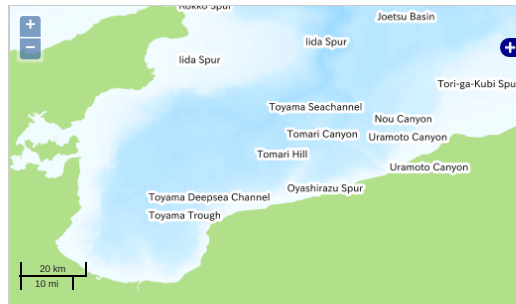 Rokko Spur
Joetsu Basin
+
−
Iida Spur
+
Iida Spur
Tori-ga-Kubi Spu
Toyama Seachannel
Nou Canyon
Tomari Canyon
Uramoto Canyon
Tomari Hill
Uramoto Canyon
Oyashirazu Spur
Toyama Deepsea Channel
Toyama Trough
20 km
10 mi